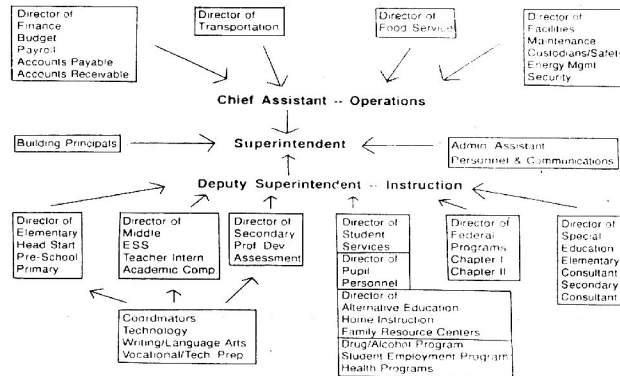 Director of
Finance
Budget
Payroll
Accounts Payable
Accounts Receivable
Director of
Transportation
Director of
Food Service
Director of
Facilities
Maintenance
Custodians/Safety
Energy Mgmt
Security
Chief Assistant -- Operations
Building Principals
Superintendent
Admin. Assistant
Personnel & Communications
Deputy Superintendent -- Instruction
Director of
Elementary
Head Start
Pre-School
Primary
Director of
Middle
ESS
Teacher Intern
Academic Comp
Director of
Secondary
Prof Dev
Assessment
Director of
Student
Services
Director of
Pupil
Personnel
Director of
Alternative Education
Home Instruction
Family Resource Centers
Drug/Alcohol Program
Student Employment Program
Health Programs
Director of
Federal
Programs
Chapter I
Chapter II
Director of
Special
Education
Elementary
Consultant
Secondary
Consultant
Coordinators
Technology
Writing/Language Arts
Vocational/Tech Prep